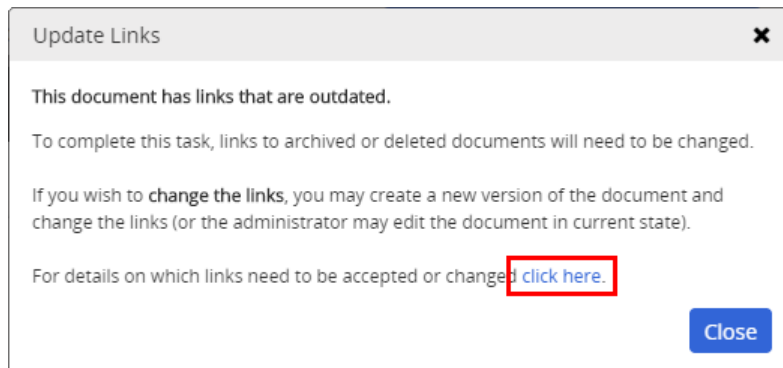 Update Links
This document has links that are outdated.
To complete this task, links to archived or deleted documents will need to be changed.
If you wish to change the links, you may create a new version of the document and
change the links (or the administrator may edit the document in current state).
For details on which links need to be accepted or changed click here.
Close